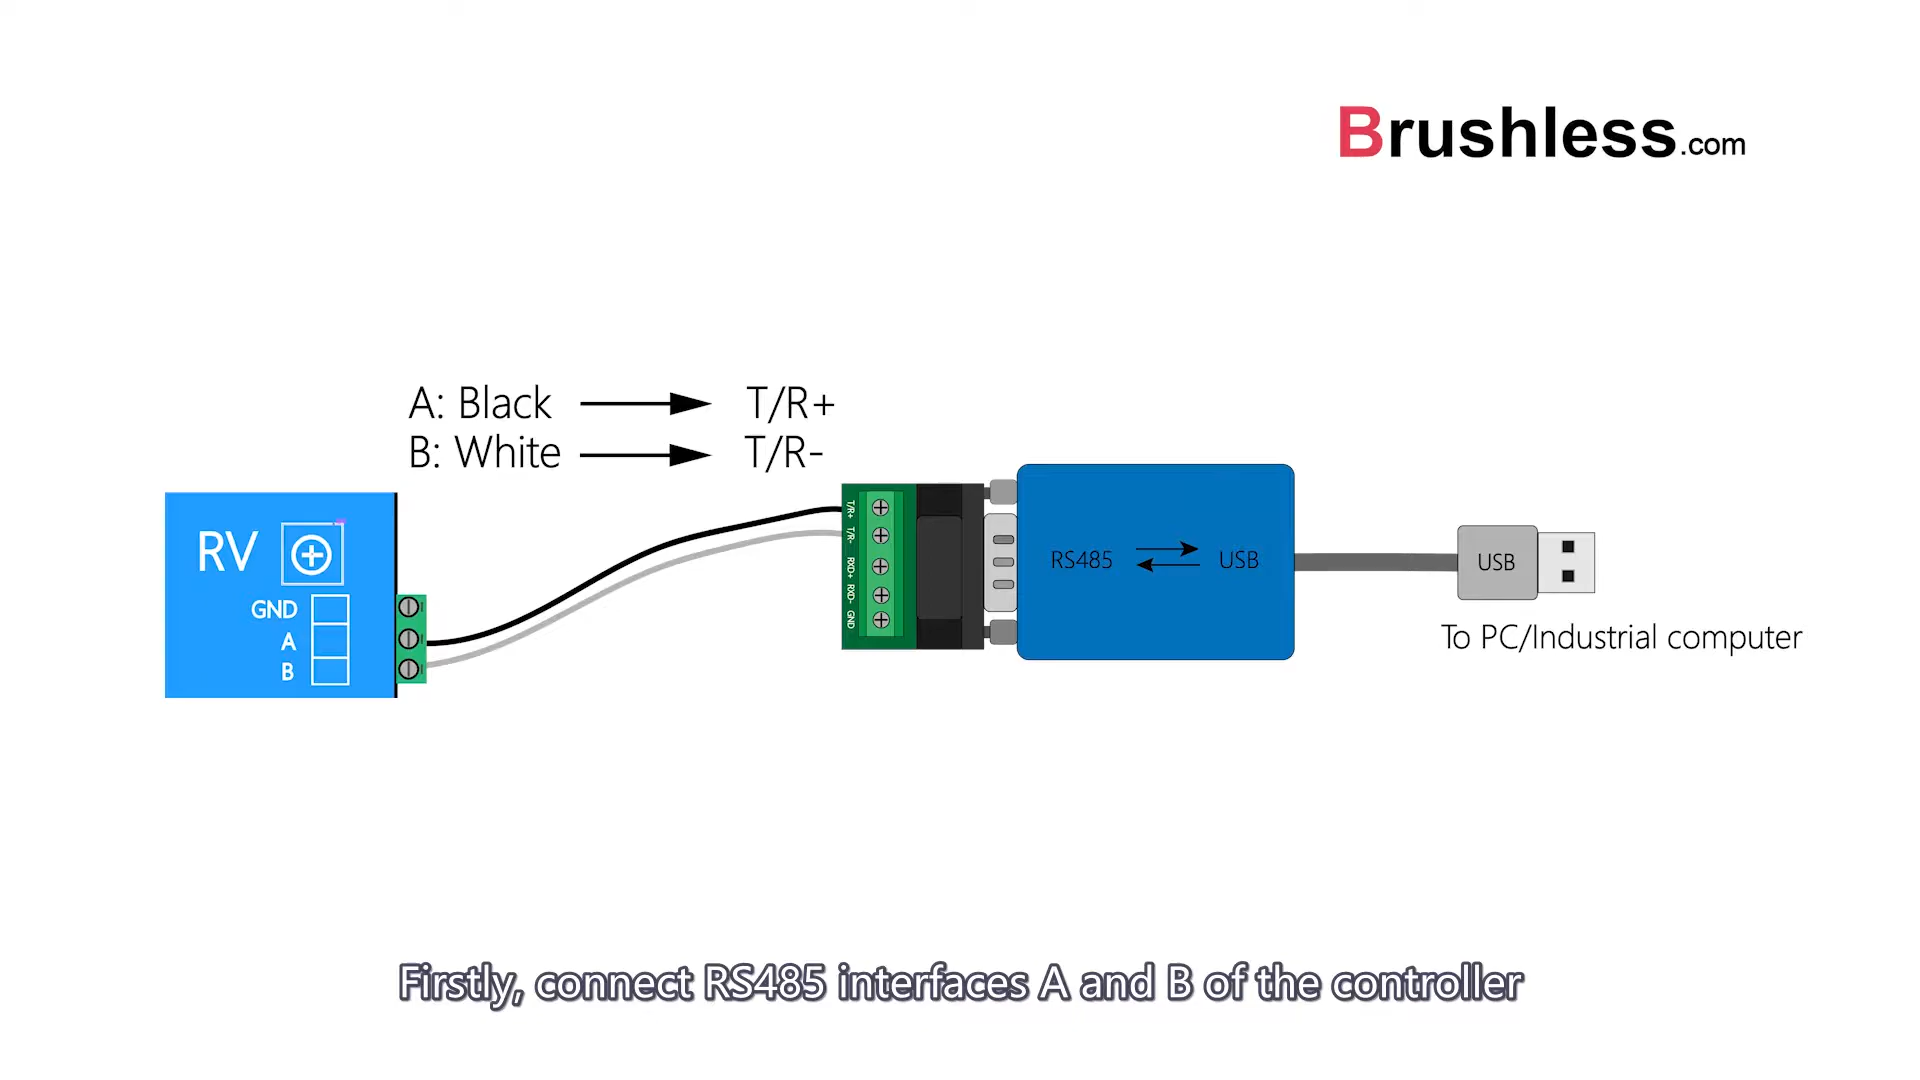 Brushless.com
A: Black T/R+
B: White T/R-
RV
GND
A
B
T/R+
T/R-
RXD+
RXD-
GND
RS485 USB
USB
To PC/Industrial computer
Firstly, connect RS485 interfaces A and B of the controller